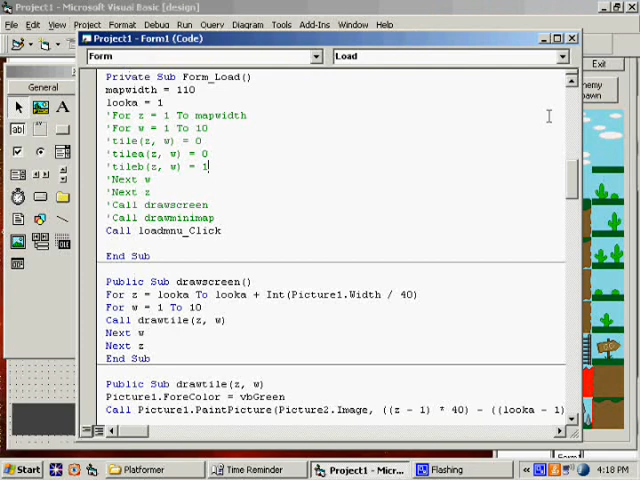 Project1 - Microsoft Visual Basic [design]
File Edit View Project Format Debug Run Query Diagram Tools Add-Ins Window Help
Project1 - Form1 (Code)
Form
Load
Exit
General
Private Sub Form_Load()
mapwidth = 110
looka = 1
'For z = 1 To mapwidth
'For w = 1 To 10
'tile(z, w) = 0
'tilea(z, w) = 0
'tileb(z, w) = 1
'Next w
'Next z
'Call drawscreen
'Call drawminimap
Call loadmnu_Click
End Sub
Public Sub drawscreen()
For z = looka To looka + Int(Picture1.Width / 40)
For w = 1 To 10
Call drawtile(z, w)
Next w
Next z
End Sub
Public Sub drawtile(z, w)
Picture1.ForeColor = vbGreen
Call Picture1.PaintPicture(Picture2.Image, ((z - 1) * 40) - ((looka - 1)
Start
Platformer
Time Reminder
Project1 - Mic...
Flashing
4:18 PM